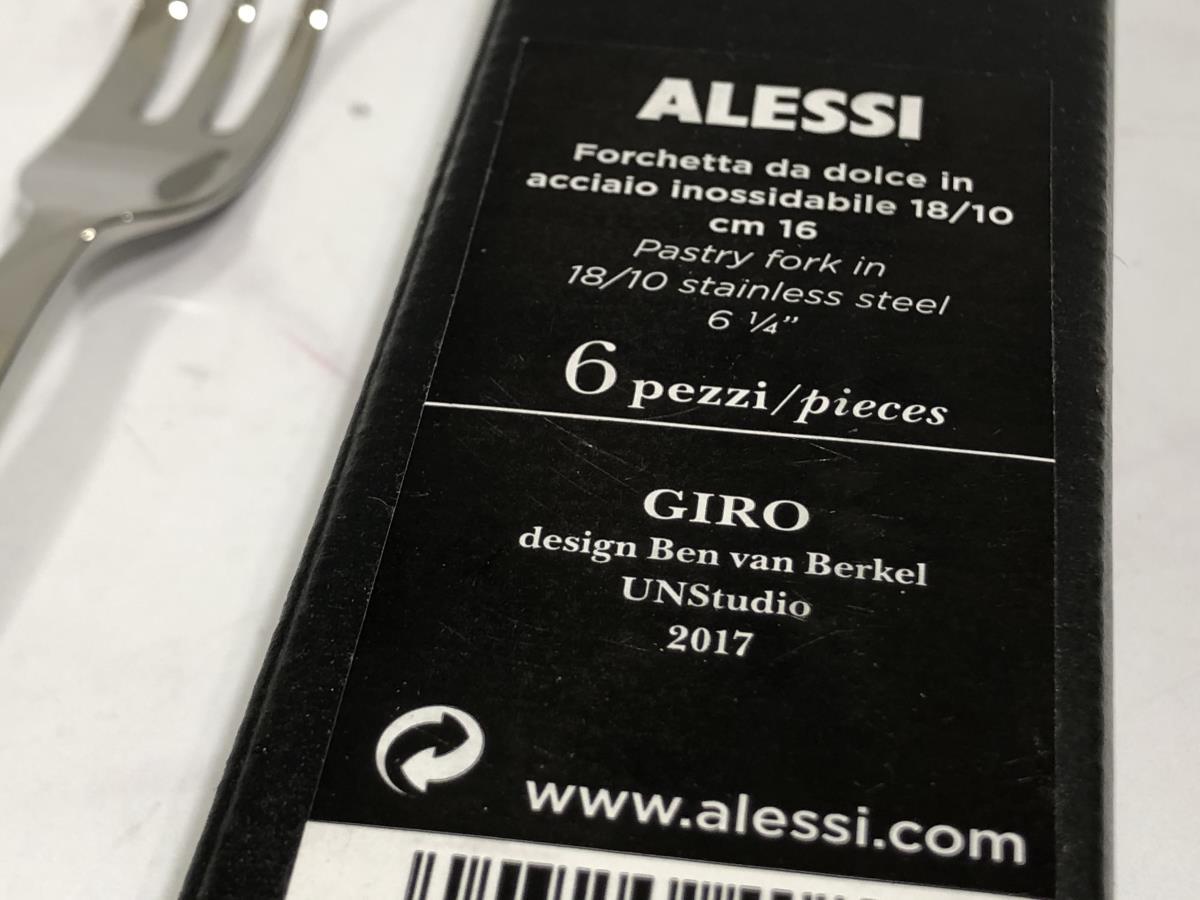 ALESSI
Forchetta da dolce in
acciaio inossidabile 18/10
cm 16
Pastry fork in
18/10 stainless steel
6 ¼”
6 pezzi/pieces
GIRO
design Ben van Berkel
UNStudio
2017
www.alessi.com